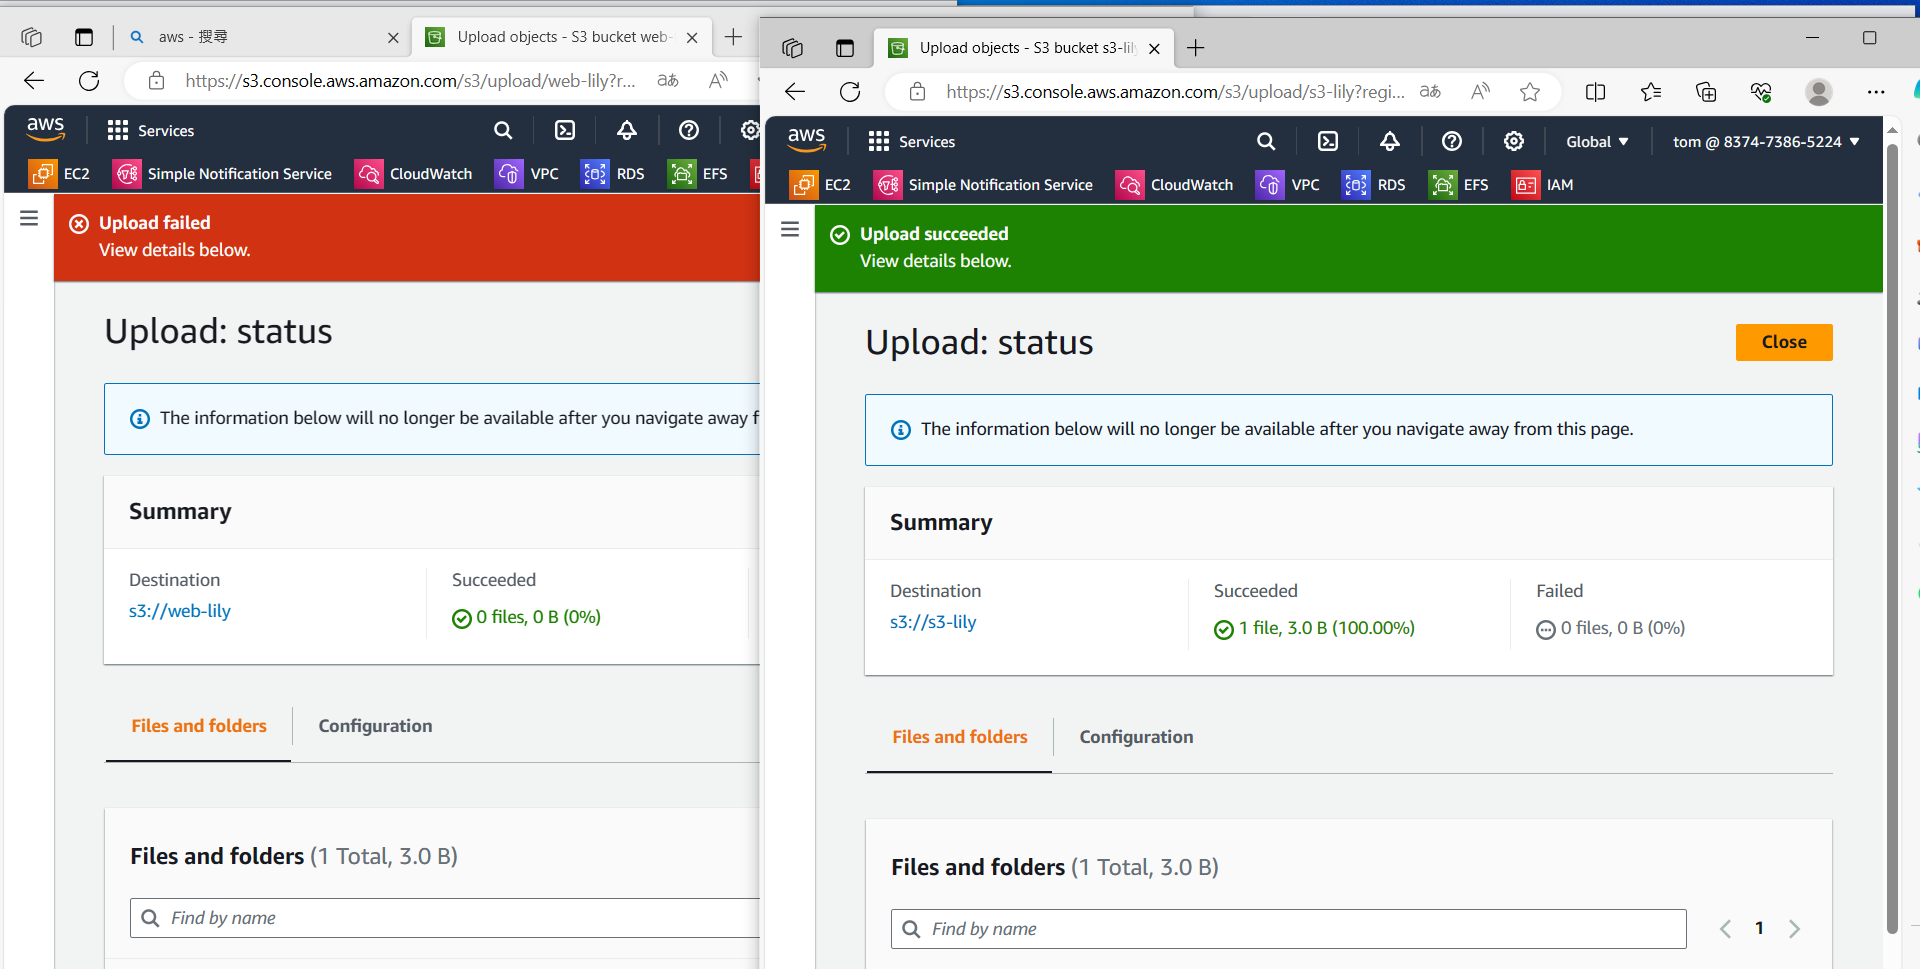 aws - 搜尋
Upload objects - S3 bucket web-
https://s3.console.aws.amazon.com/s3/upload/web-lily?r...
aws
Services
EC2
Simple Notification Service
CloudWatch
VPC
RDS
EFS
Upload failed
View details below.
Upload: status
The information below will no longer be available after you navigate away f
Summary
Destination
s3://web-lily
Succeeded
0 files, 0 B (0%)
Files and folders
Configuration
Files and folders (1 Total, 3.0 B)
Find by name
Upload objects - S3 bucket s3-lily
https://s3.console.aws.amazon.com/s3/upload/s3-lily?regi...
aws
Services
Global
tom @ 8374-7386-5224
EC2
Simple Notification Service
CloudWatch
VPC
RDS
EFS
IAM
Upload succeeded
View details below.
Upload: status
Close
The information below will no longer be available after you navigate away from this page.
Summary
Destination
s3://s3-lily
Succeeded
1 file, 3.0 B (100.00%)
Failed
0 files, 0 B (0%)
Files and folders
Configuration
Files and folders (1 Total, 3.0 B)
Find by name
1